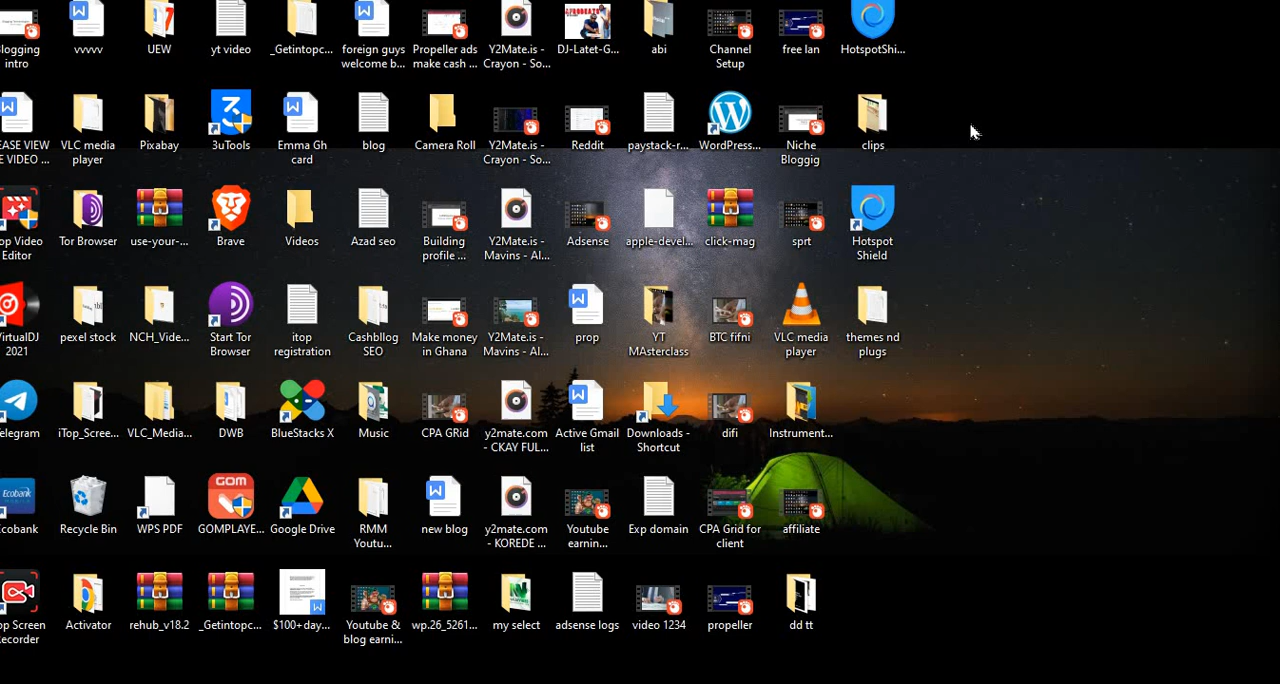 Blogging
intro
vvvvv
UEW
yt video
_Getintopc...
foreign guys
welcome b...
Propeller ads
make cash ...
Y2Mate.is -
Crayon - So...
DJ-Latet-G...
abi
Channel
Setup
free lan
HotspotShi...
EASE VIEW
E VIDEO ...
VLC media
player
Pixabay
3uTools
Emma Gh
card
blog
Camera Roll
Y2Mate.is -
Crayon - So...
Reddit
paystack-r...
WordPress...
Niche
Bloggig
clips
op Video
Editor
Tor Browser
use-your-...
Brave
Videos
Azad seo
Building
profile ...
Y2Mate.is -
Mavins - Al...
Adsense
apple-devel...
click-mag
sprt
Hotspot
Shield
VirtualDJ
2021
pexel stock
NCH_Vide...
Start Tor
Browser
itop
registration
Cashbllog
SEO
Make money
in Ghana
Y2Mate.is -
Mavins - Al...
prop
YT
MAsterclass
BTC fifni
VLC media
player
themes nd
plugs
Telegram
iTop_Scree...
VLC_Media...
DWB
BlueStacks X
Music
CPA GRid
y2mate.com
- CKAY FUL...
Active Gmail
list
Downloads -
Shortcut
difi
Instrument...
Ecobank
Ecobank
Recycle Bin
WPS PDF
GOM
GOMPLAYE...
Google Drive
RMM
Youtu...
new blog
y2mate.com
- KOREDE ...
Youtube
earnin...
Exp domain
CPA Grid for
client
affiliate
op Screen
Recorder
Activator
rehub_v18.2
_Getintopc...
$100+day...
Youtube &
blog earni...
wp.26_5261...
my select
adsense logs
video 1234
propeller
dd tt